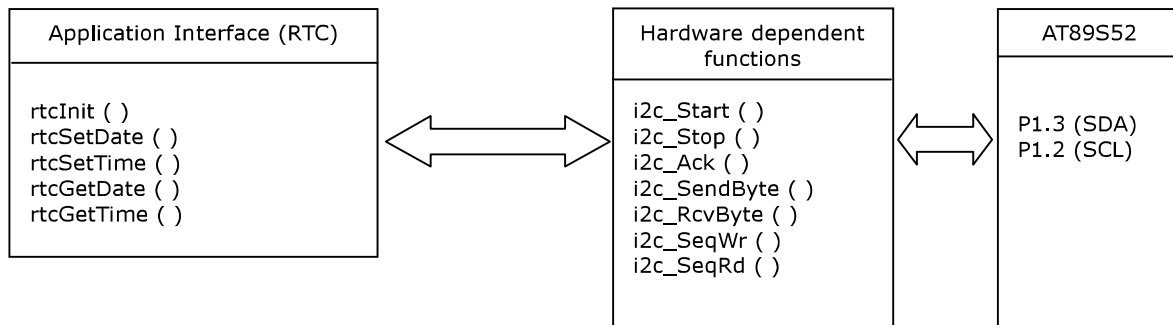 Application Interface (RTC)
rtcInit ( )
rtcSetDate ( )
rtcSetTime ( )
rtcGetDate ( )
rtcGetTime ( )
Hardware dependent
functions
i2c_Start ( )
i2c_Stop ( )
i2c_Ack ( )
i2c_SendByte ( )
i2c_RcvByte ( )
i2c_SeqWr ( )
i2c_SeqRd ( )
AT89S52
P1.3 (SDA)
P1.2 (SCL)